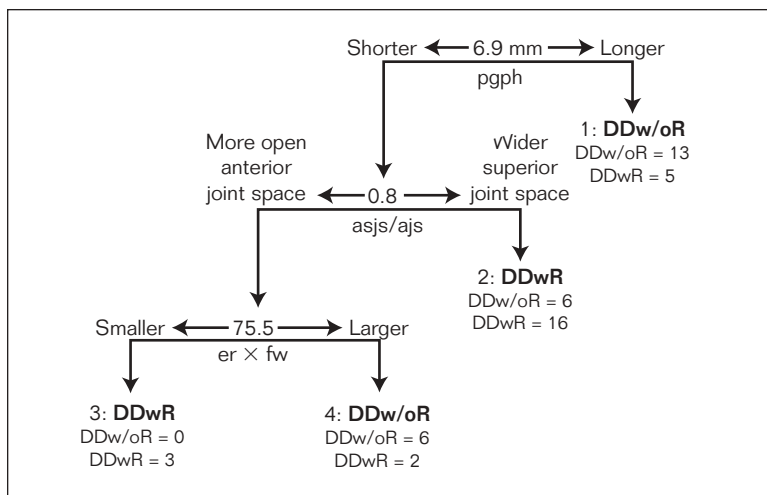 Shorter 6.9 mm Longer
pgph
1: DDw/oR
DDw/oR = 13
DDwR = 5
More open
anterior
joint space
Wider
superior
joint space
0.8
asjs/ajs
2: DDwR
DDw/oR = 6
DDwR = 16
Smaller 75.5 Larger
er × fw
3: DDwR
DDw/oR = 0
DDwR = 3
4: DDw/oR
DDw/oR = 6
DDwR = 2